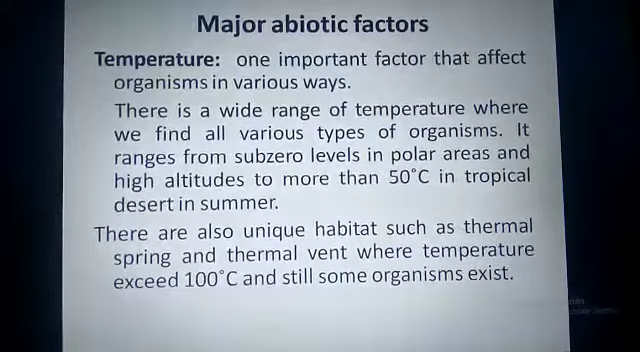 Major abiotic factors
Temperature: one important factor that affect
organisms in various ways.
There is a wide range of temperature where
we find all various types of organisms. It
ranges from subzero levels in polar areas and
high altitudes to more than 50°C in tropical
desert in summer.
There are also unique habitat such as thermal
spring and thermal vent where temperature
exceed 100°C and still some organisms exist.